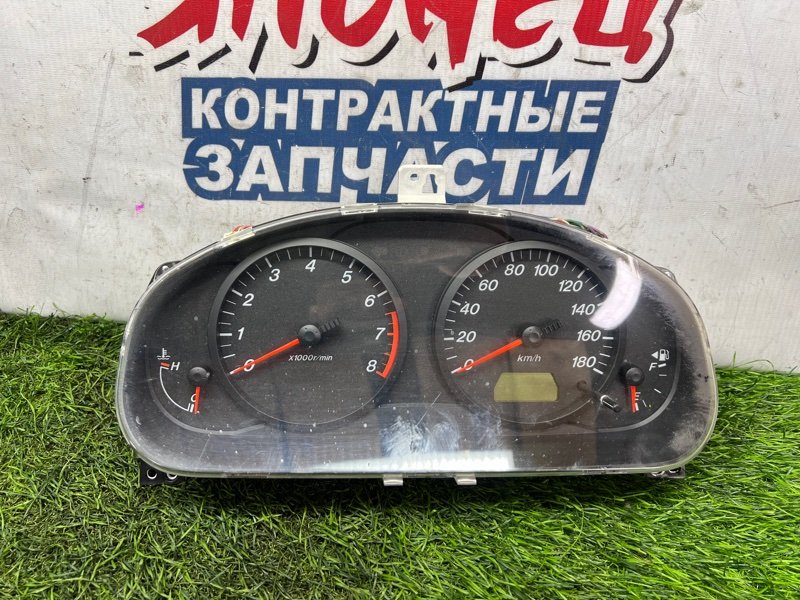 ЯПОНЕЦ
КОНТРАКТНЫЕ
ЗАПЧАСТИ
0 1 2 3 4 5 6 7 8
x1000r/min
H
C
0 20 40 60 80 100 120 140 160 180
km/h
F
E